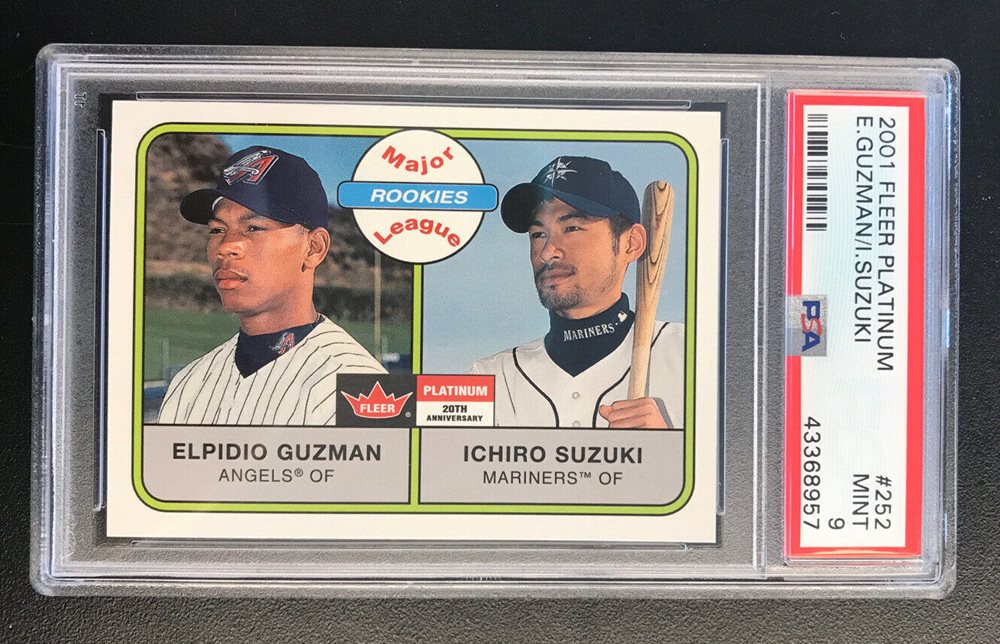 Major
ROOKIES
League
MARINERS
FLEER®
PLATINUM
20TH
ANNIVERSARY
ELPIDIO GUZMAN
ANGELS® OF
ICHIRO SUZUKI
MARINERS™ OF
2001 FLEER PLATINUM #252
E.GUZMAN/I.SUZUKI MINT
9
PSA 43368957